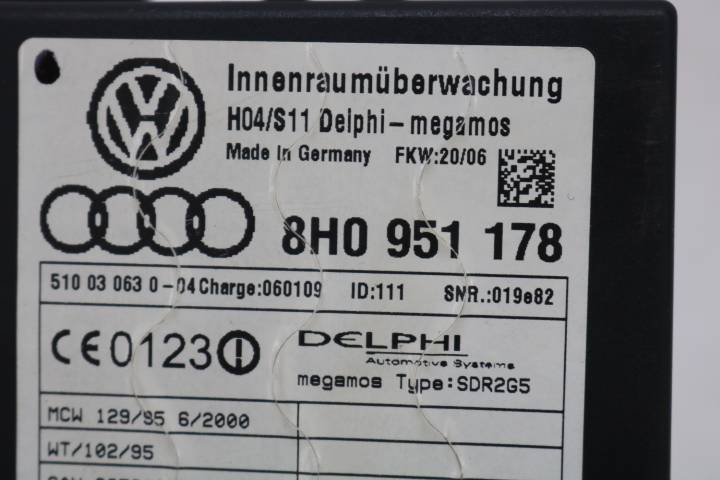 Innenraumüberwachung
H04/S11 Delphi-megamos
Made in Germany FKW:20/06
8H0 951 178
510 03 063 0-04 Charge:060109 ID:111 SNR.:019e82
CE0123
DELPHI
Automotive Systems
megamos Type:SDR2G5
MCW 129/95 6/2000
WT/102/95